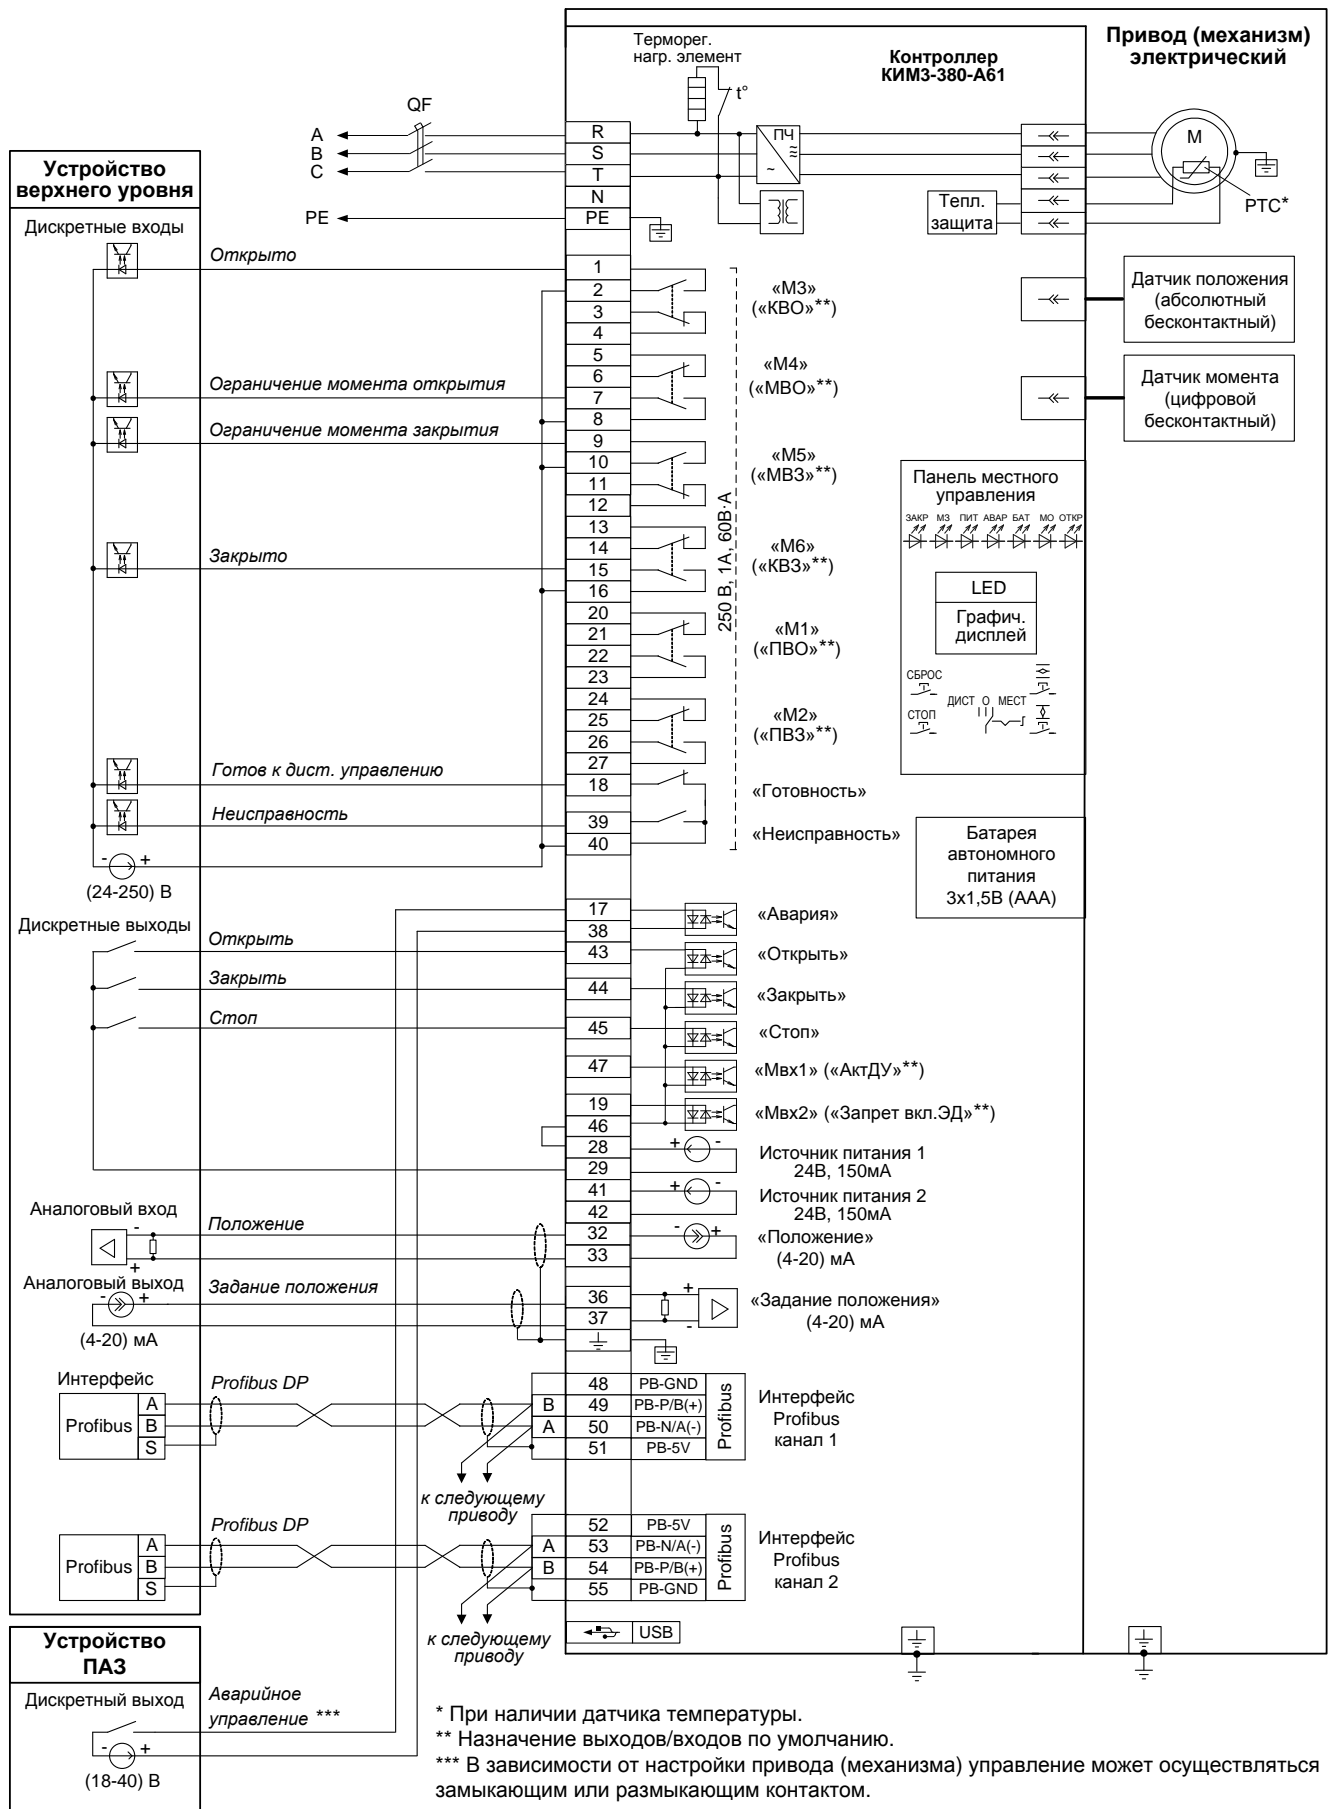 Привод (механизм)
электрический
Контроллер
КИМ3-380-А61
Терморег.
нагр. элемент
t°
QF
A
B
C
PE
R
S
T
N
PE
ПЧ
≈
~
Тепл.
защита
M
PTC*
Устройство
верхнего уровня
Дискретные входы
Открыто
Ограничение момента открытия
Ограничение момента закрытия
Закрыто
Готов к дист. управлению
Неисправность
- +
(24-250) В
1
2
3
4
5
6
7
8
9
10
11
12
13
14
15
16
20
21
22
23
24
25
26
27
18
39
40
«М3»
(«КВО»**)
«М4»
(«МВО»**)
«М5»
(«МВЗ»**)
«М6»
(«КВЗ»**)
«М1»
(«ПВО»**)
«М2»
(«ПВЗ»**)
«Готовность»
«Неисправность»
250 В, 1А, 60В·А
Датчик положения
(абсолютный
бесконтактный)
Датчик момента
(цифровой
бесконтактный)
Панель местного
управления
ЗАКР МЗ ПИТ АВАР БАТ МО ОТКР
LED
Графич.
дисплей
СБРОС
СТОП
ДИСТ О МЕСТ
Батарея
автономного
питания
3х1,5В (ААА)
Дискретные выходы
Открыть
Закрыть
Стоп
17
38
43
44
45
47
19
46
28
29
41
42
32
33
36
37
«Авария»
«Открыть»
«Закрыть»
«Стоп»
«Мвх1» («АктДУ»**)
«Мвх2» («Запрет вкл.ЭД»**)
+ -
Источник питания 1
24В, 150мА
+ -
Источник питания 2
24В, 150мА
- +
«Положение»
(4-20) мА
+
-
«Задание положения»
(4-20) мА
Аналоговый вход
-
+
Положение
Аналоговый выход
- +
(4-20) мА
Задание положения
Интерфейс
Profibus
A
B
S
Profibus DP
B
A
48 PB-GND
49 PB-P/B(+)
50 PB-N/A(-)
51 PB-5V
Profibus
Интерфейс
Profibus
канал 1
к следующему
приводу
Profibus
A
B
S
Profibus DP
A
B
52 PB-5V
53 PB-N/A(-)
54 PB-P/B(+)
55 PB-GND
Profibus
Интерфейс
Profibus
канал 2
к следующему
приводу
USB
Устройство
ПАЗ
Дискретный выход
- +
(18-40) В
Аварийное
управление ***
* При наличии датчика температуры.
** Назначение выходов/входов по умолчанию.
*** В зависимости от настройки привода (механизма) управление может осуществляться
замыкающим или размыкающим контактом.